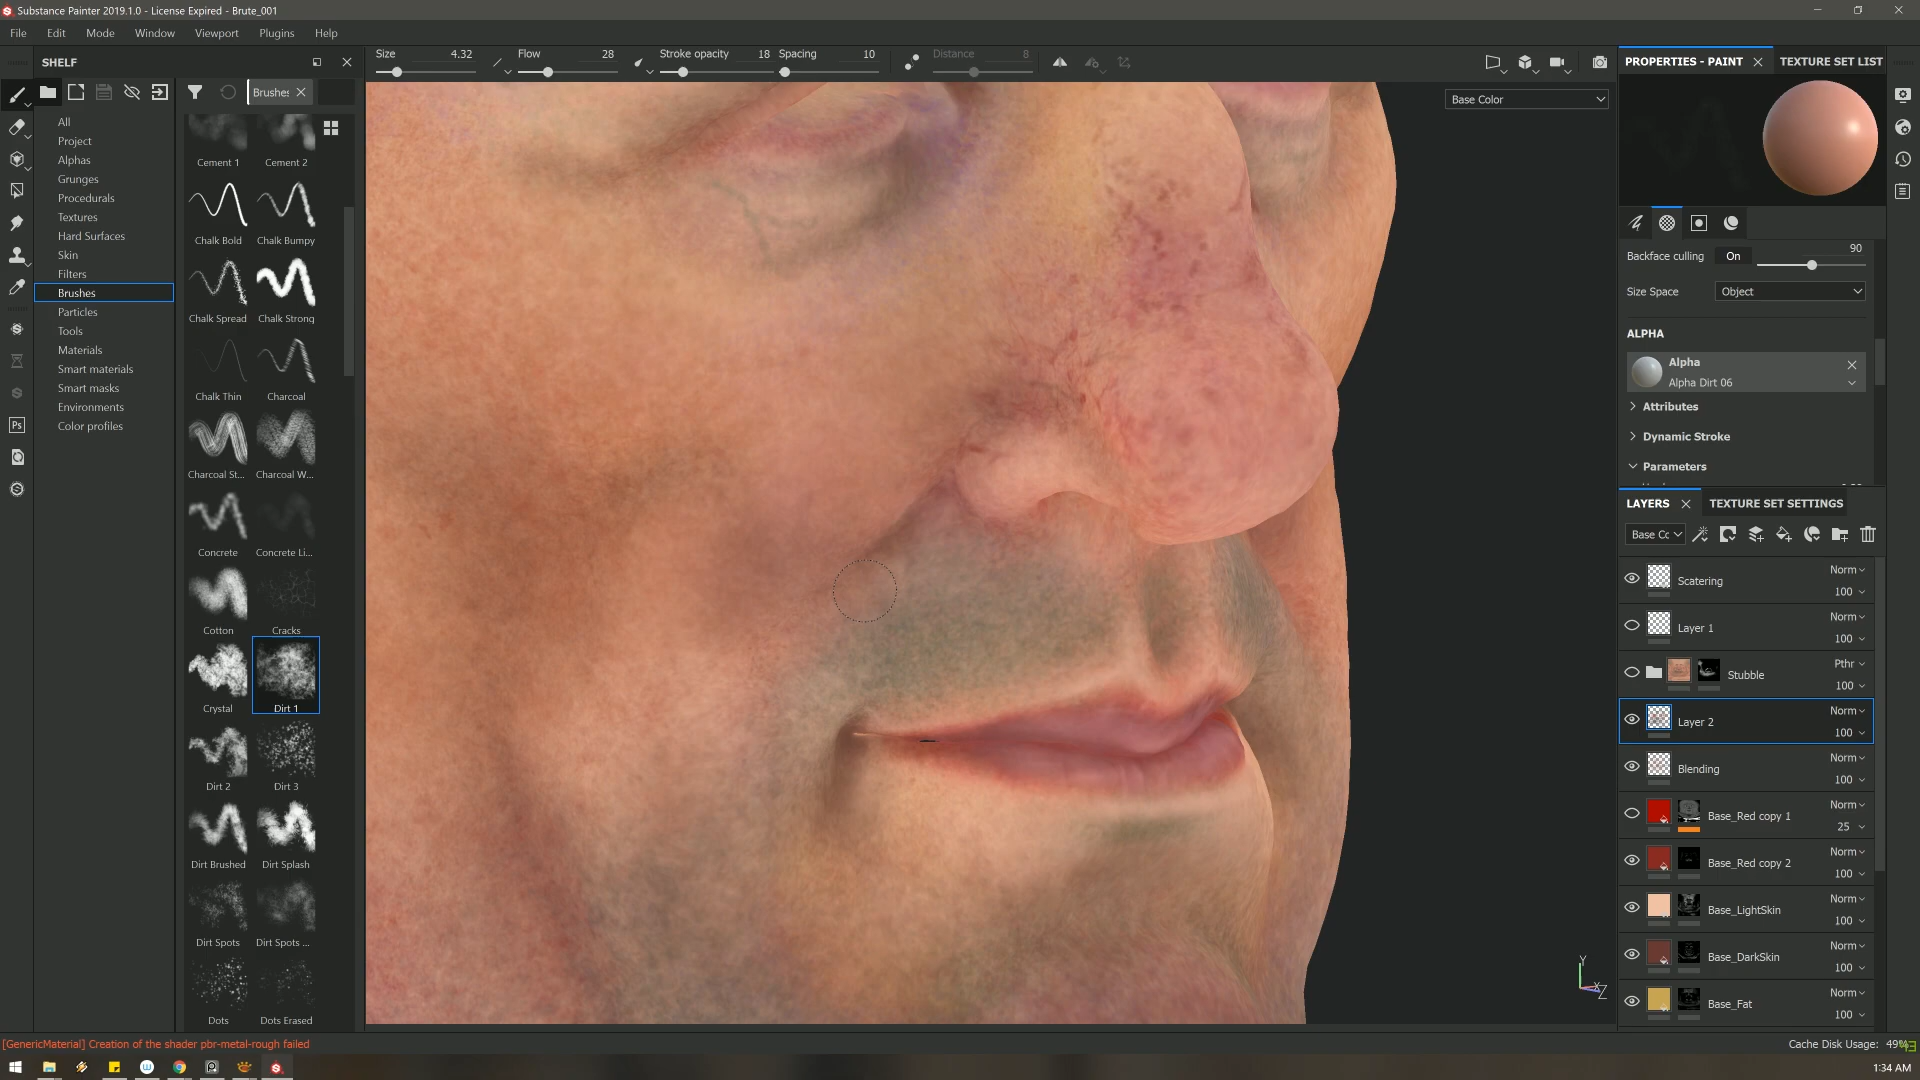 Substance Painter 2019.1.0 - License Expired - Brute_001
File Edit Mode Window Viewport Plugins Help
SHELF
Size 4.32 Flow 28 Stroke opacity 18 Spacing 10 Distance 8
PROPERTIES - PAINT
TEXTURE SET LIST
Brushes
Base Color
All
Project
Alphas
Grunges
Procedurals
Textures
Hard Surfaces
Skin
Filters
Brushes
Particles
Tools
Materials
Smart materials
Smart masks
Environments
Color profiles
Ps
Cement 1 Cement 2
Chalk Bold Chalk Bumpy
Chalk Spread Chalk Strong
Chalk Thin Charcoal
Charcoal St... Charcoal W...
Concrete Concrete Li...
Cotton Cracks
Crystal Dirt 1
Dirt 2 Dirt 3
Dirt Brushed Dirt Splash
Dirt Spots Dirt Spots ...
Dots Dots Erased
Y
X
Z
Backface culling On 90
Size Space Object
ALPHA
Alpha
Alpha Dirt 06
Attributes
Dynamic Stroke
Parameters
LAYERS
TEXTURE SET SETTINGS
Base Cc
Scatering Norm 100
Layer 1 Norm 100
Stubble Pthr 100
Layer 2 Norm 100
Blending Norm 100
Base_Red copy 1 Norm 25
Base_Red copy 2 Norm 100
Base_LightSkin Norm 100
Base_DarkSkin Norm 100
Base_Fat Norm 100
[GenericMaterial] Creation of the shader pbr-metal-rough failed
Cache Disk Usage: 49%
1:34 AM